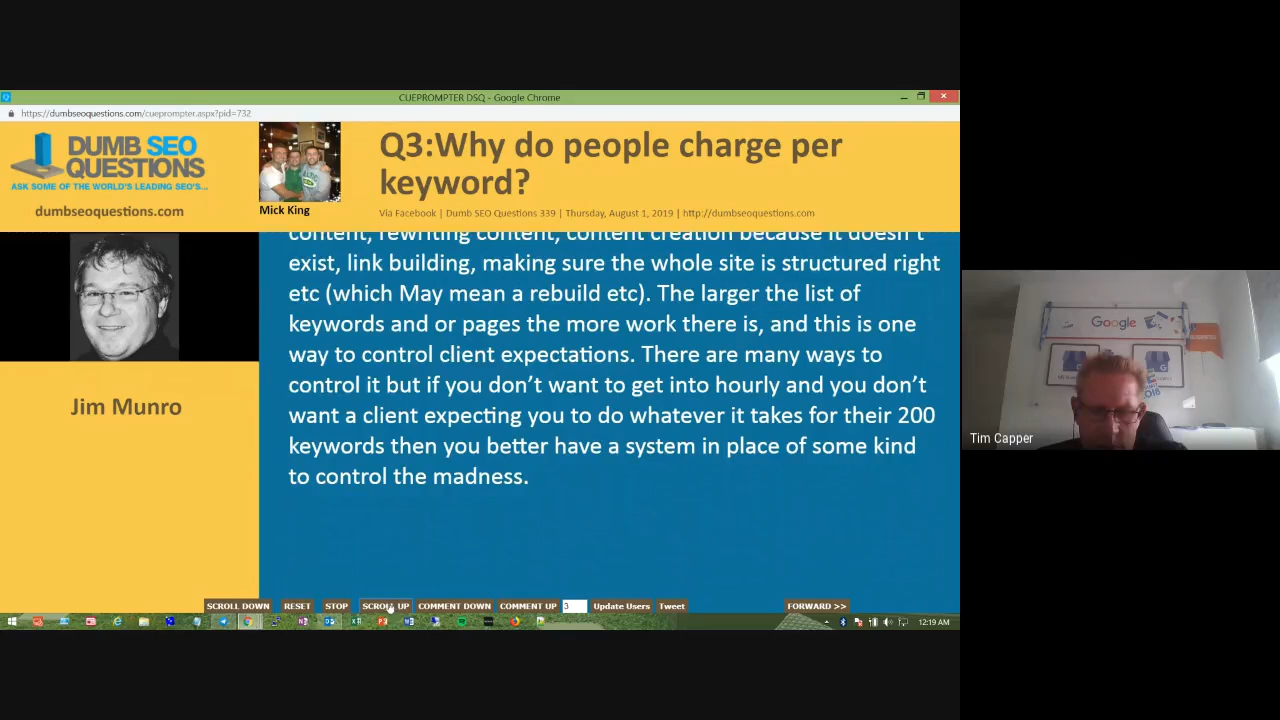 CUEPROMPTER DSQ - Google Chrome
https://dumbseoquestions.com/cueprompter.aspx?pid=732
DUMB SEO
QUESTIONS
ASK SOME OF THE WORLD'S LEADING SEO'S...
dumbseoquestions.com
Mick King
Q3:Why do people charge per
keyword?
Via Facebook | Dumb SEO Questions 339 | Thursday, August 1, 2019 | http://dumbseoquestions.com
Jim Munro
content, rewriting content, content creation because it doesn't
exist, link building, making sure the whole site is structured right
etc (which May mean a rebuild etc). The larger the list of
keywords and or pages the more work there is, and this is one
way to control client expectations. There are many ways to
control it but if you don't want to get into hourly and you don't
want a client expecting you to do whatever it takes for their 200
keywords then you better have a system in place of some kind
to control the madness.
SCROLL DOWN RESET STOP SCROLL UP COMMENT DOWN COMMENT UP 3 Update Users Tweet FORWARD >>
12:19 AM
Google
2018
Tim Capper